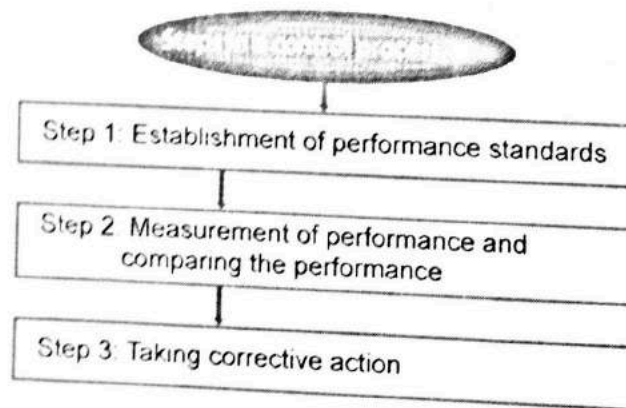 Step 1: Establishment of performance standards
Step 2: Measurement of performance and
comparing the performance
Step 3: Taking corrective action